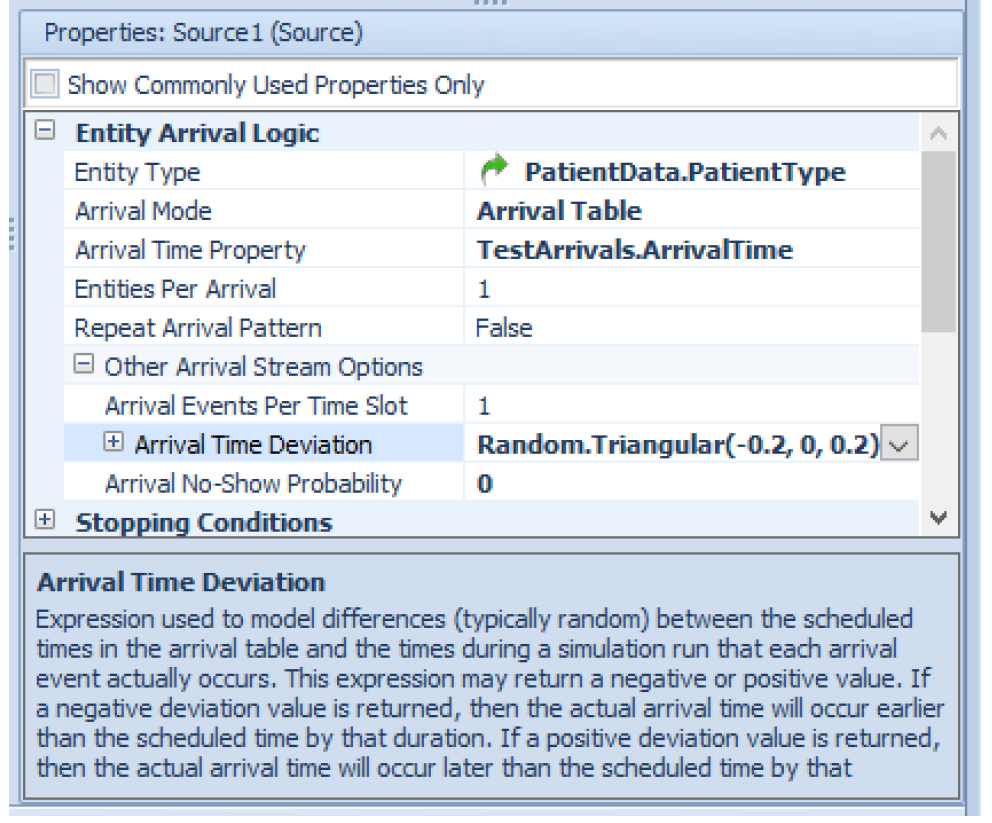 Properties: Source1 (Source)
Show Commonly Used Properties Only
Entity Arrival Logic
Entity Type PatientData.PatientType
Arrival Mode Arrival Table
Arrival Time Property TestArrivals.ArrivalTime
Entities Per Arrival 1
Repeat Arrival Pattern False
Other Arrival Stream Options
Arrival Events Per Time Slot 1
Arrival Time Deviation Random.Triangular(-0.2, 0, 0.2)
Arrival No-Show Probability 0
Stopping Conditions
Arrival Time Deviation
Expression used to model differences (typically random) between the scheduled
times in the arrival table and the times during a simulation run that each arrival
event actually occurs. This expression may return a negative or positive value. If
a negative deviation value is returned, then the actual arrival time will occur earlier
than the scheduled time by that duration. If a positive deviation value is returned,
then the actual arrival time will occur later than the scheduled time by that